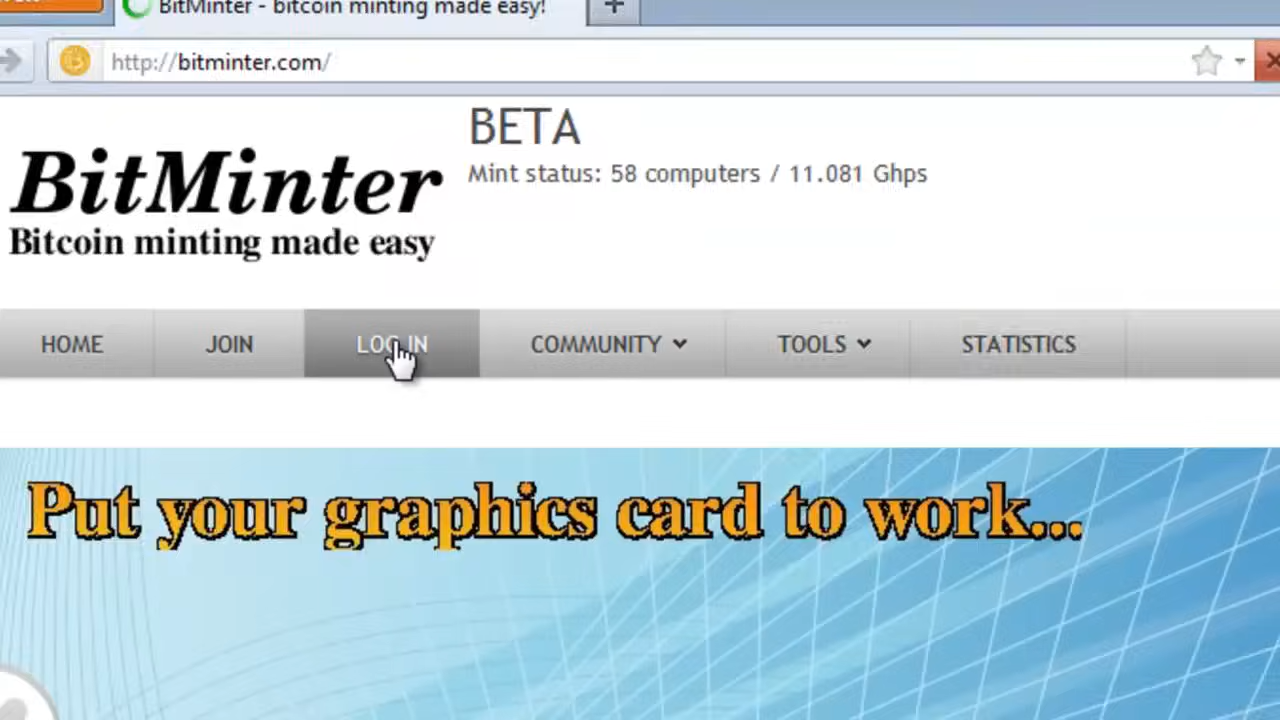 BitMinter - bitcoin minting made easy!
http://bitminter.com/
BETA
Mint status: 58 computers / 11.081 Ghps
BitMinter
Bitcoin minting made easy
HOME JOIN LOG IN COMMUNITY TOOLS STATISTICS
Put your graphics card to work...